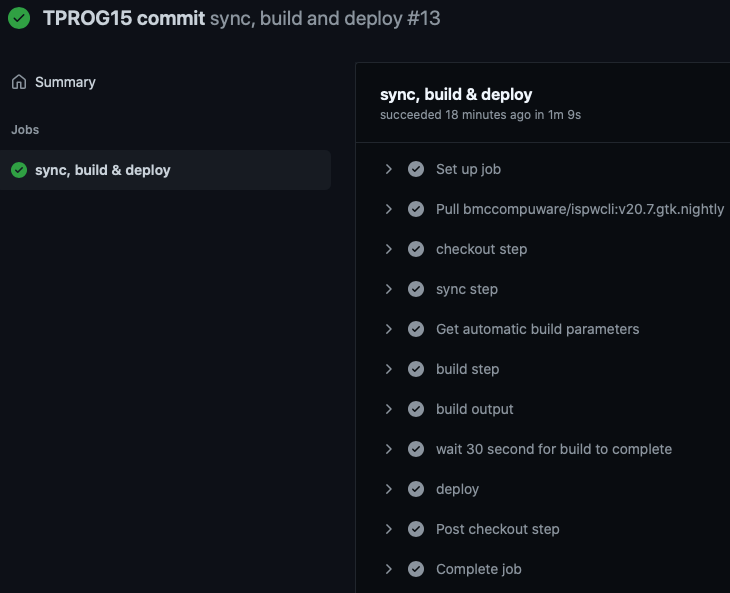 TPROG15 commit sync, build and deploy #13
Summary
Jobs
sync, build & deploy
sync, build & deploy
succeeded 18 minutes ago in 1m 9s
Set up job
Pull bmccompuware/ispwcli:v20.7.gtk.nightly
checkout step
sync step
Get automatic build parameters
build step
build output
wait 30 second for build to complete
deploy
Post checkout step
Complete job